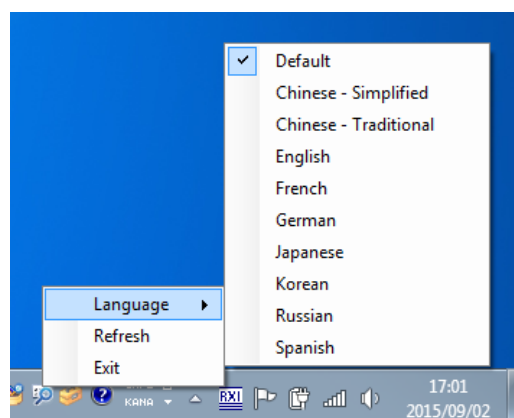 Default
Chinese - Simplified
Chinese - Traditional
English
French
German
Japanese
Korean
Russian
Spanish
Language
Refresh
Exit
?
KANA
RXI
17:01
2015/09/02